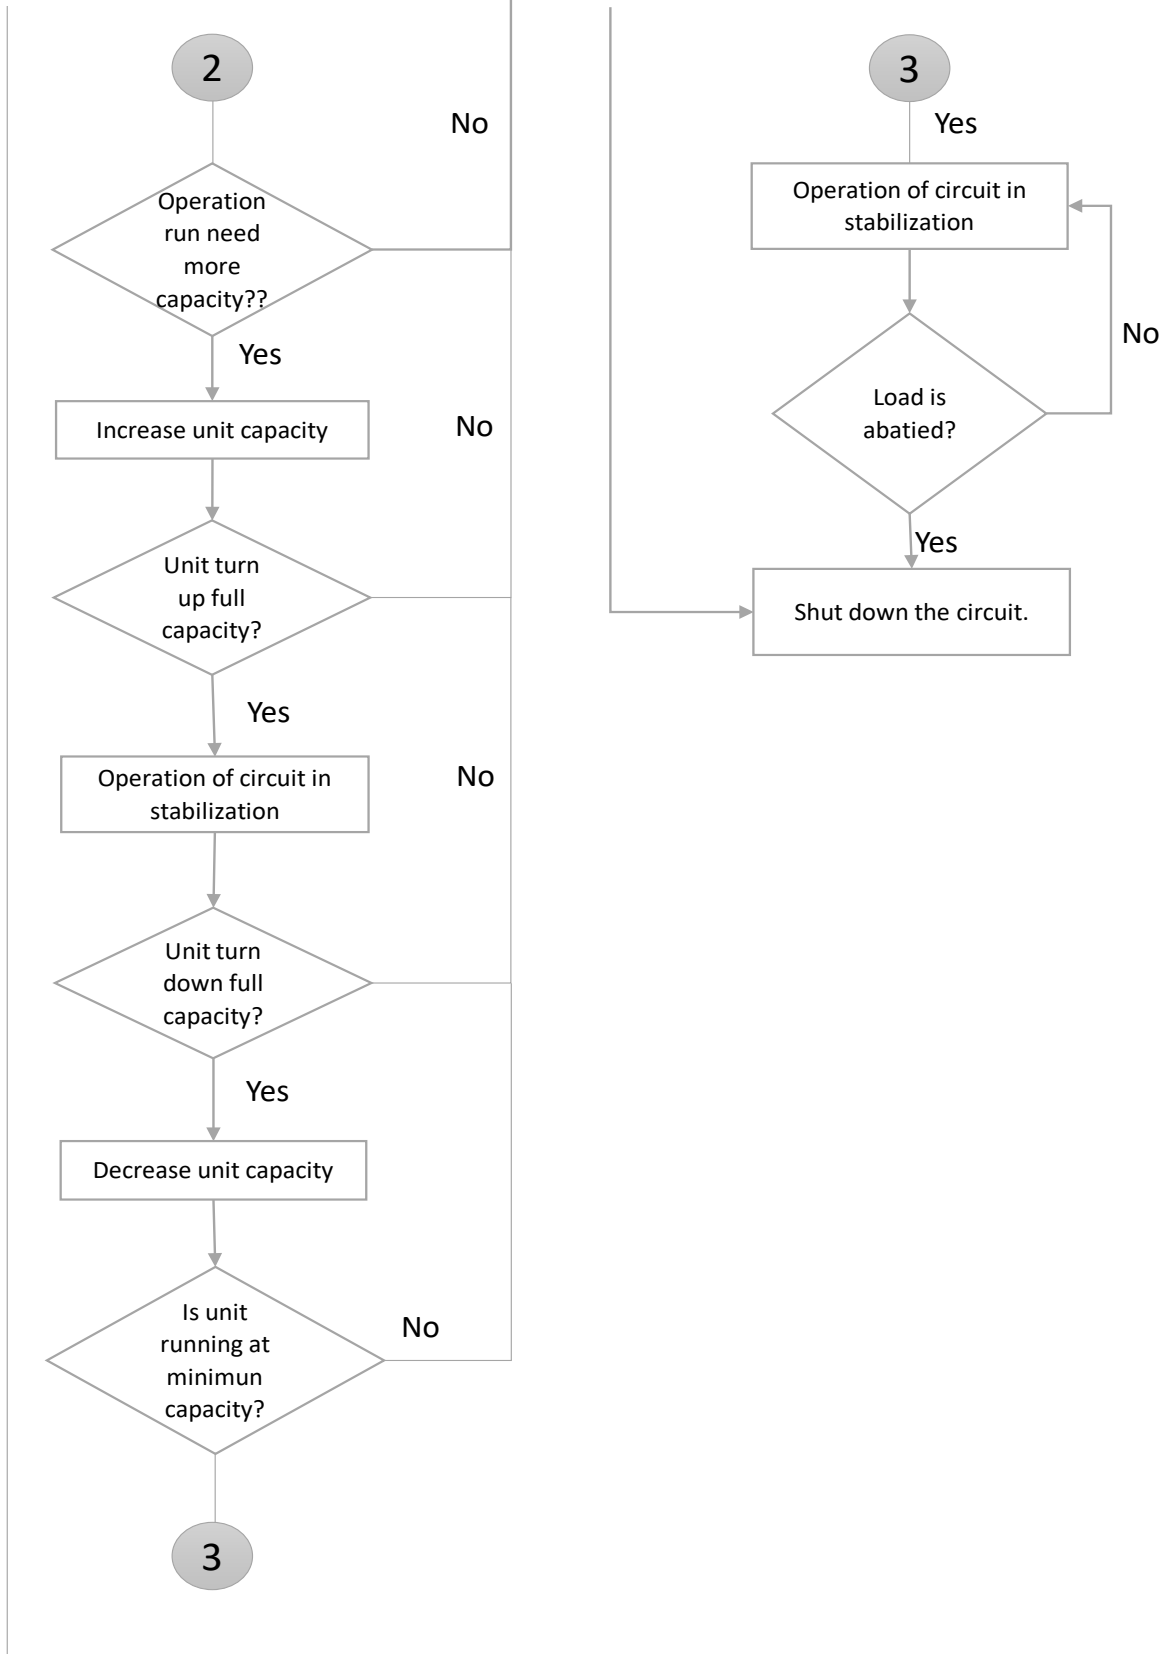 2
No
Operation
run need
more
capacity??
Yes
Increase unit capacity
No
Unit turn
up full
capacity?
Yes
Operation of circuit in
stabilization
No
Unit turn
down full
capacity?
Yes
Decrease unit capacity
Is unit
running at
minimun
capacity?
No
3
3
Yes
Operation of circuit in
stabilization
No
Load is
abatied?
Yes
Shut down the circuit.